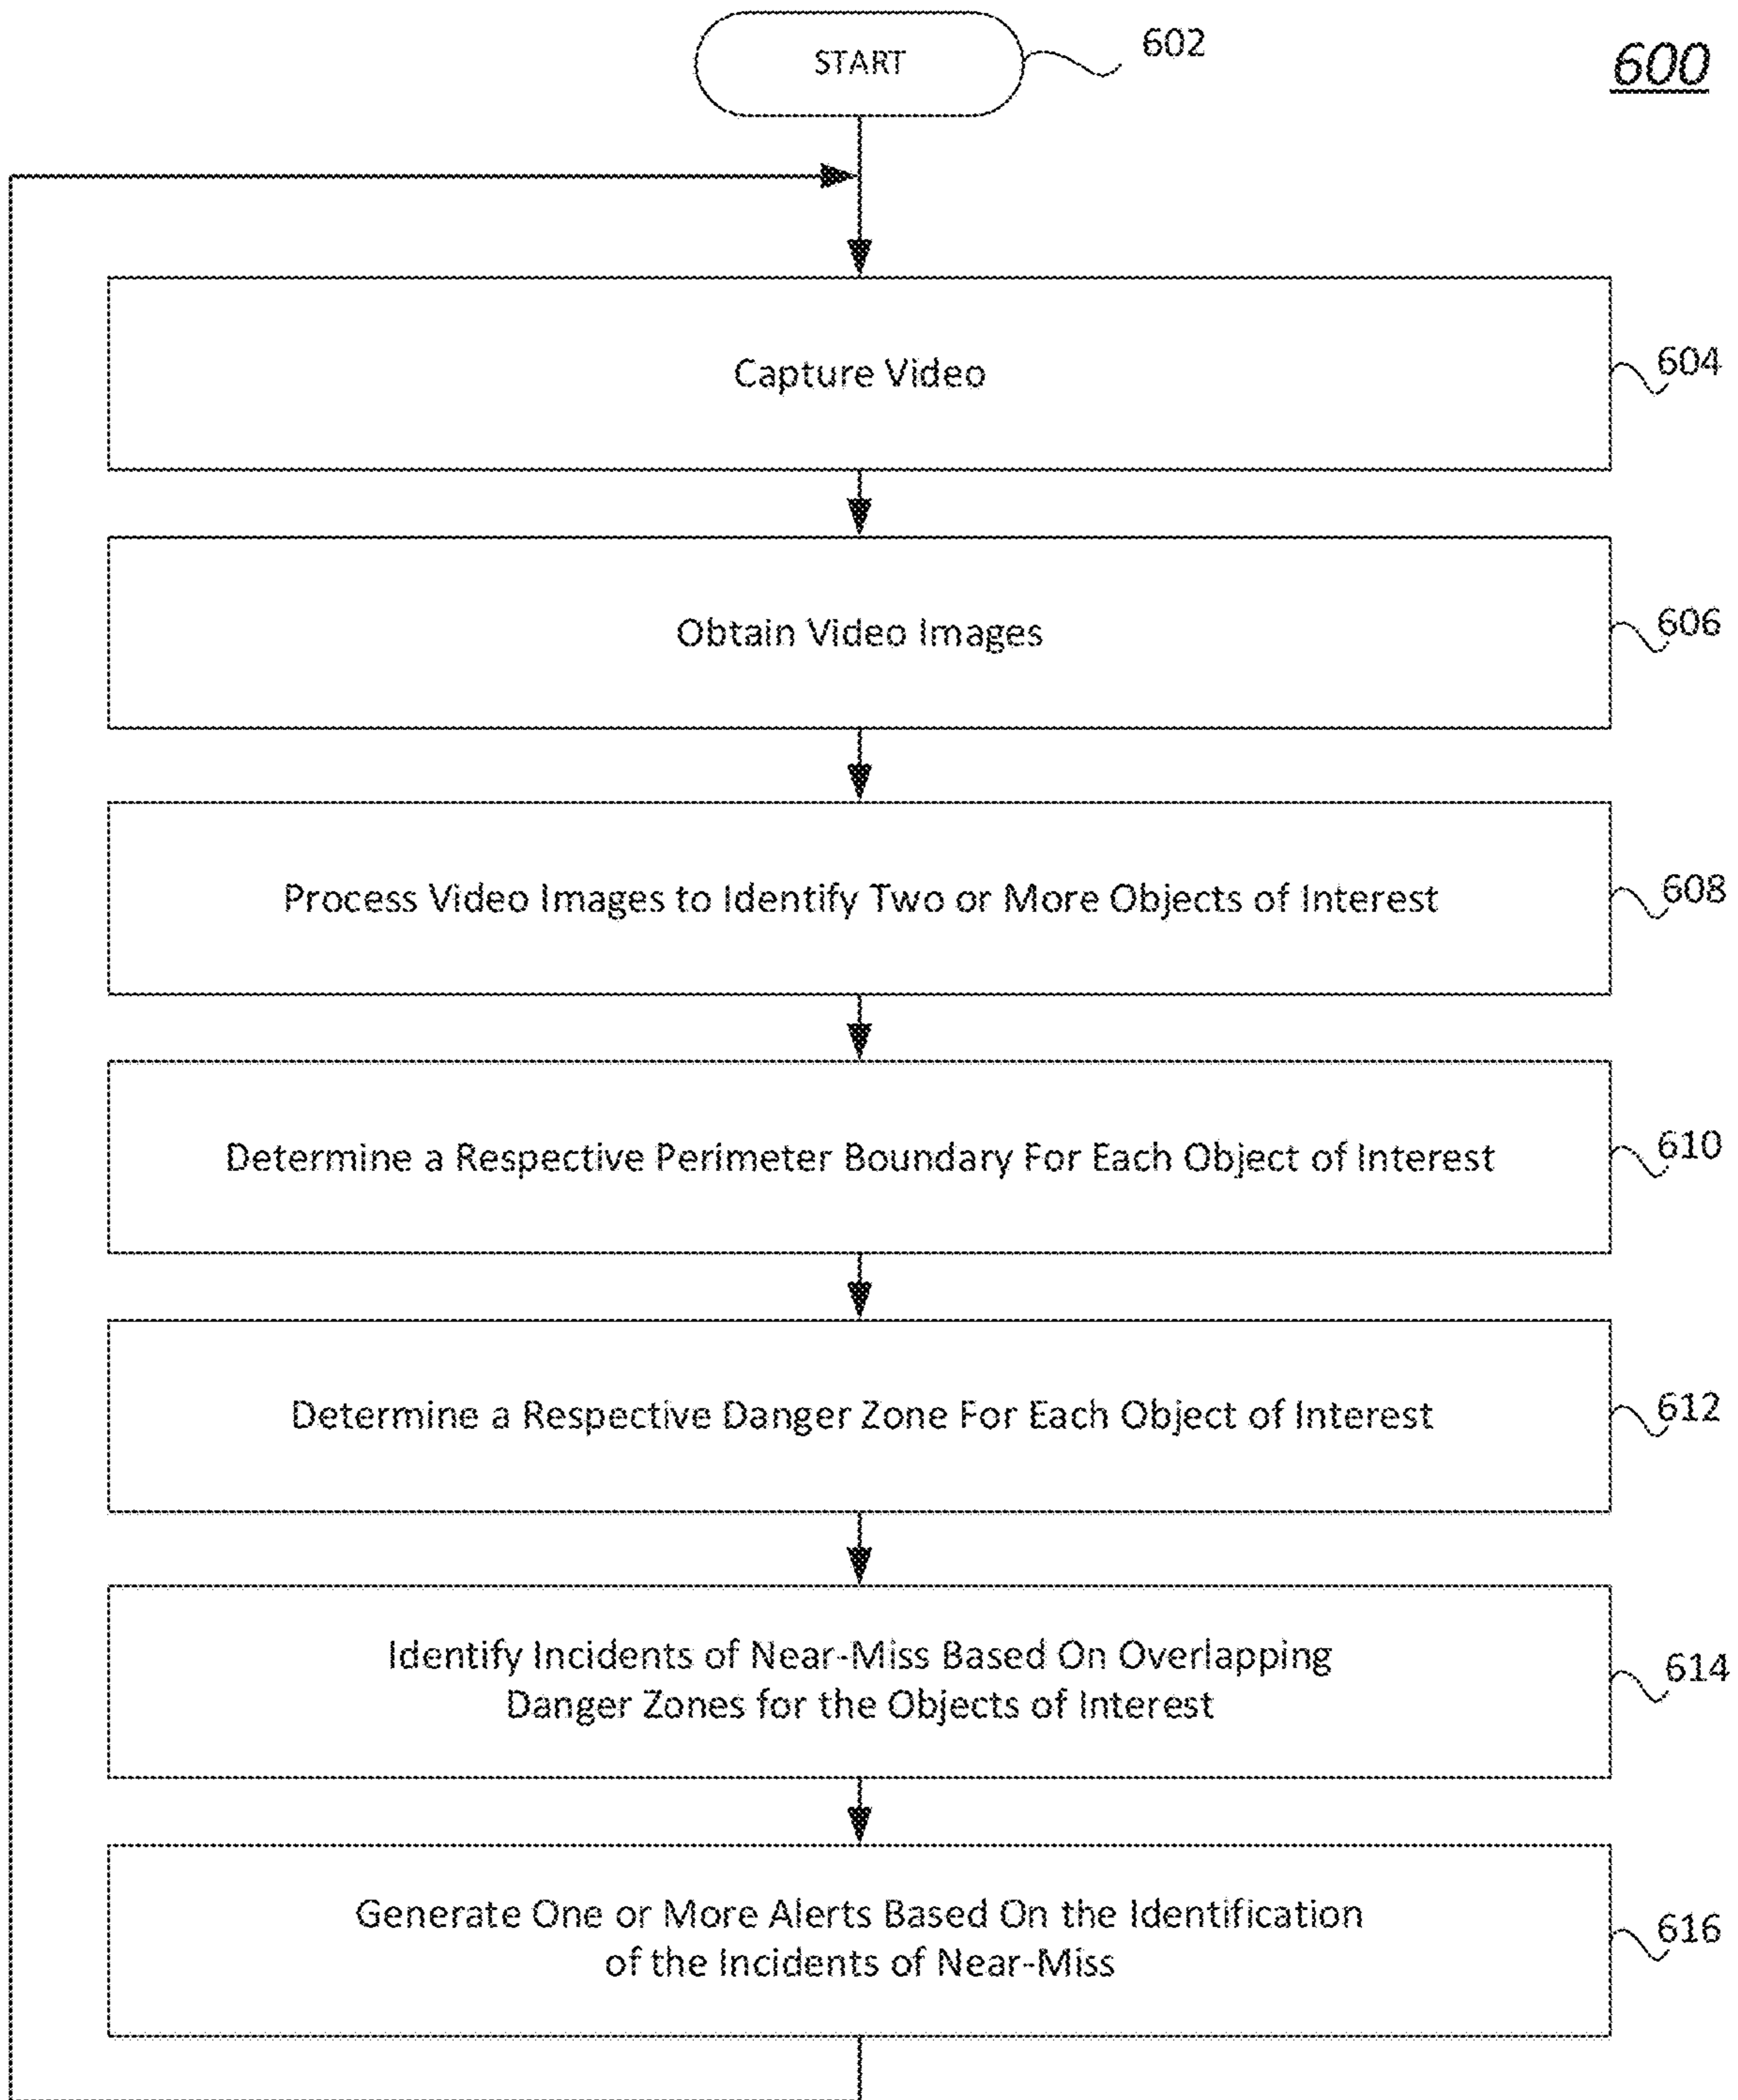 START
602
600
Capture Video
604
Obtain Video Images
606
Process Video Images to Identify Two or More Objects of Interest
608
Determine a Respective Perimeter Boundary For Each Object of Interest
610
Determine a Respective Danger Zone For Each Object of Interest
612
Identify Incidents of Near-Miss Based On Overlapping
Danger Zones for the Objects of Interest
614
Generate One or More Alerts Based On the Identification
of the Incidents of Near-Miss
616